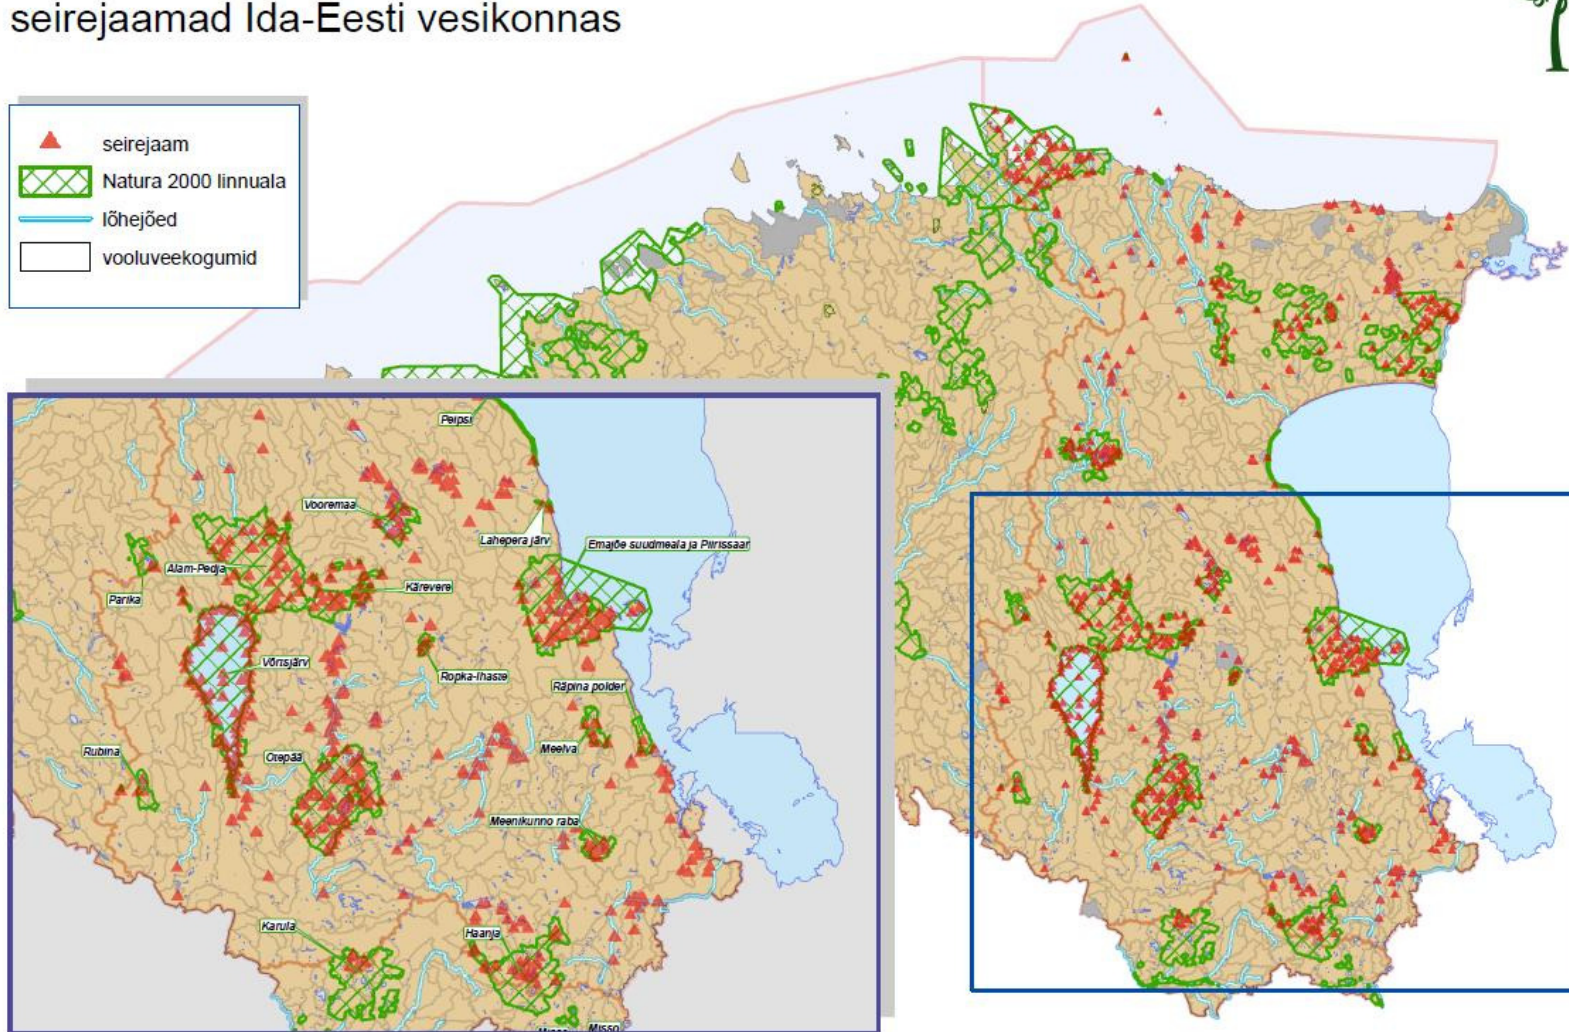 seirejaamad Ida-Eesti vesikonnas
seirejaam
Natura 2000 linnuala
lõhejõed
vooluveekogumid
Peipsi
Vooremaa
Lahepera järv
Emajõe suudmeala ja Piirissaar
Alam-Pedja
Kärevere
Parika
Võrtsjärv
Ropka-Ihaste
Räpina polder
Rubina
Otepää
Meelva
Meenikunno raba
Karula
Haanja
Misso